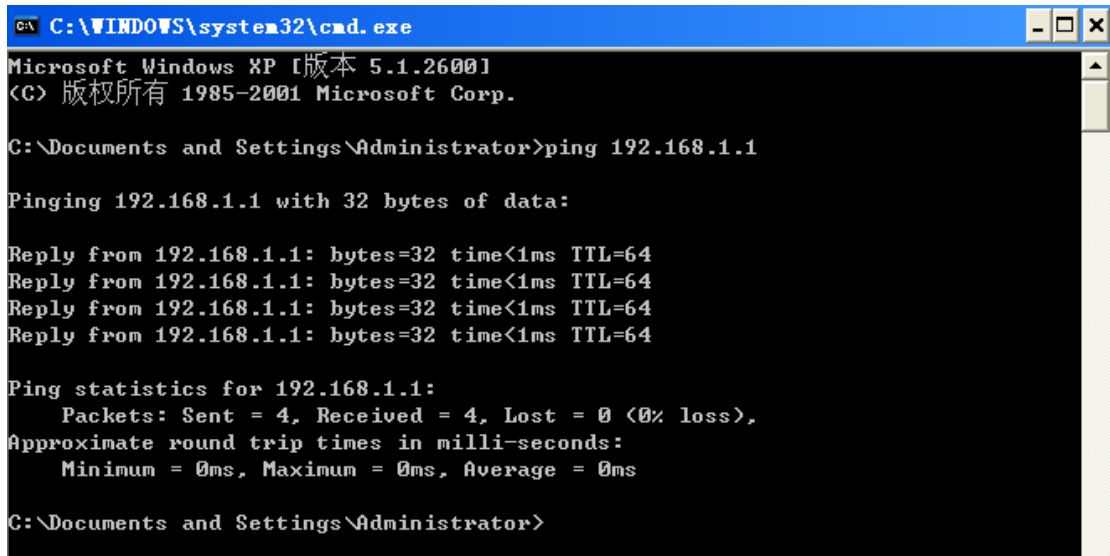 C:\WINDOWS\system32\cmd.exe
Microsoft Windows XP [版本 5.1.2600]
(C) 版权所有 1985-2001 Microsoft Corp.
C:\Documents and Settings\Administrator>ping 192.168.1.1
Pinging 192.168.1.1 with 32 bytes of data:
Reply from 192.168.1.1: bytes=32 time<1ms TTL=64
Reply from 192.168.1.1: bytes=32 time<1ms TTL=64
Reply from 192.168.1.1: bytes=32 time<1ms TTL=64
Reply from 192.168.1.1: bytes=32 time<1ms TTL=64
Ping statistics for 192.168.1.1:
    Packets: Sent = 4, Received = 4, Lost = 0 (0% loss),
Approximate round trip times in milli-seconds:
    Minimum = 0ms, Maximum = 0ms, Average = 0ms
C:\Documents and Settings\Administrator>